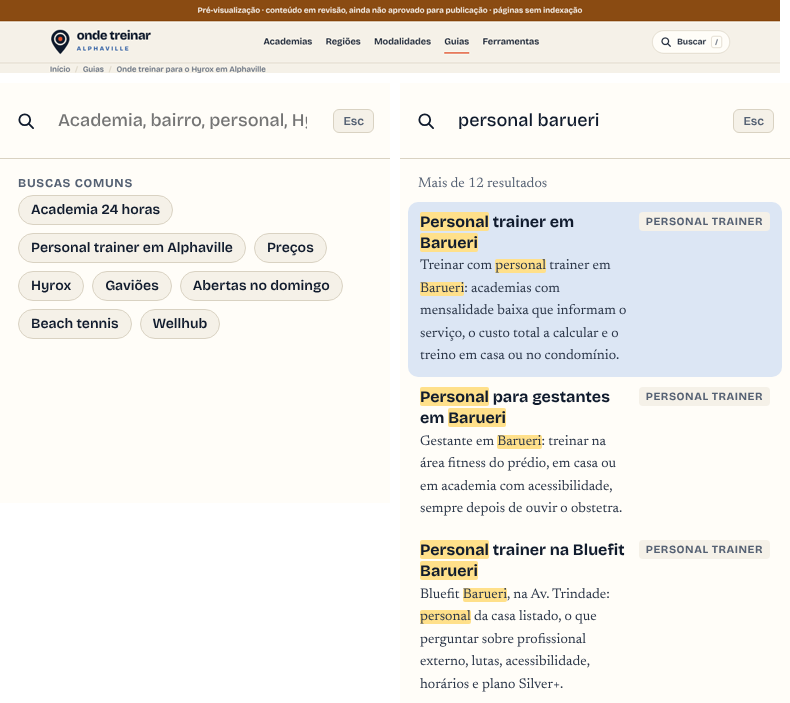 Pré-visualização · conteúdo em revisão, ainda não aprovado para publicação · páginas sem indexação
onde treinar
ALPHAVILLE
Academias Regiões Modalidades Guias Ferramentas
Buscar /
Início / Guias / Onde treinar para o Hyrox em Alphaville
Academia, bairro, personal, Hy
Esc
BUSCAS COMUNS
Academia 24 horas
Personal trainer em Alphaville Preços
Hyrox Gaviões Abertas no domingo
Beach tennis Wellhub
personal barueri
Esc
Mais de 12 resultados
Personal trainer em
Barueri
PERSONAL TRAINER
Treinar com personal trainer em
Barueri: academias com
mensalidade baixa que informam o
serviço, o custo total a calcular e o
treino em casa ou no condomínio.
Personal para gestantes
em Barueri
PERSONAL TRAINER
Gestante em Barueri: treinar na
área fitness do prédio, em casa ou
em academia com acessibilidade,
sempre depois de ouvir o obstetra.
Personal trainer na Bluefit
Barueri
PERSONAL TRAINER
Bluefit Barueri, na Av. Trindade:
personal da casa listado, o que
perguntar sobre profissional
externo, lutas, acessibilidade,
horários e plano Silver+.